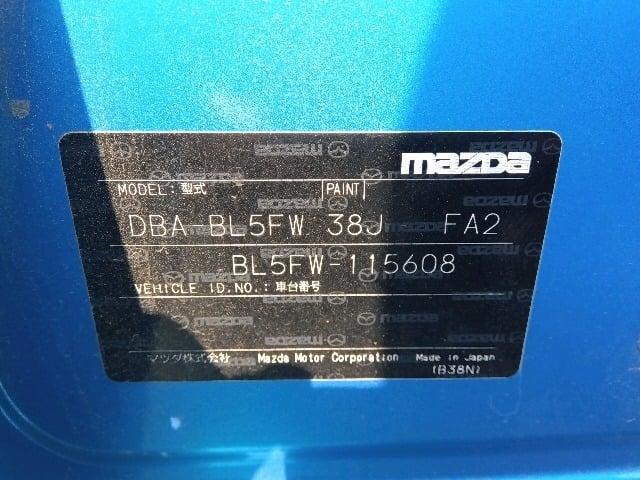 mazda
MODEL:型式 PAINT
DBA BL5FW 38J FA2
BL5FW-115608
VEHICLE ID.NO.:車台番号
マツダ株式会社 Mazda Motor Corporation Made in Japan
(B38N)